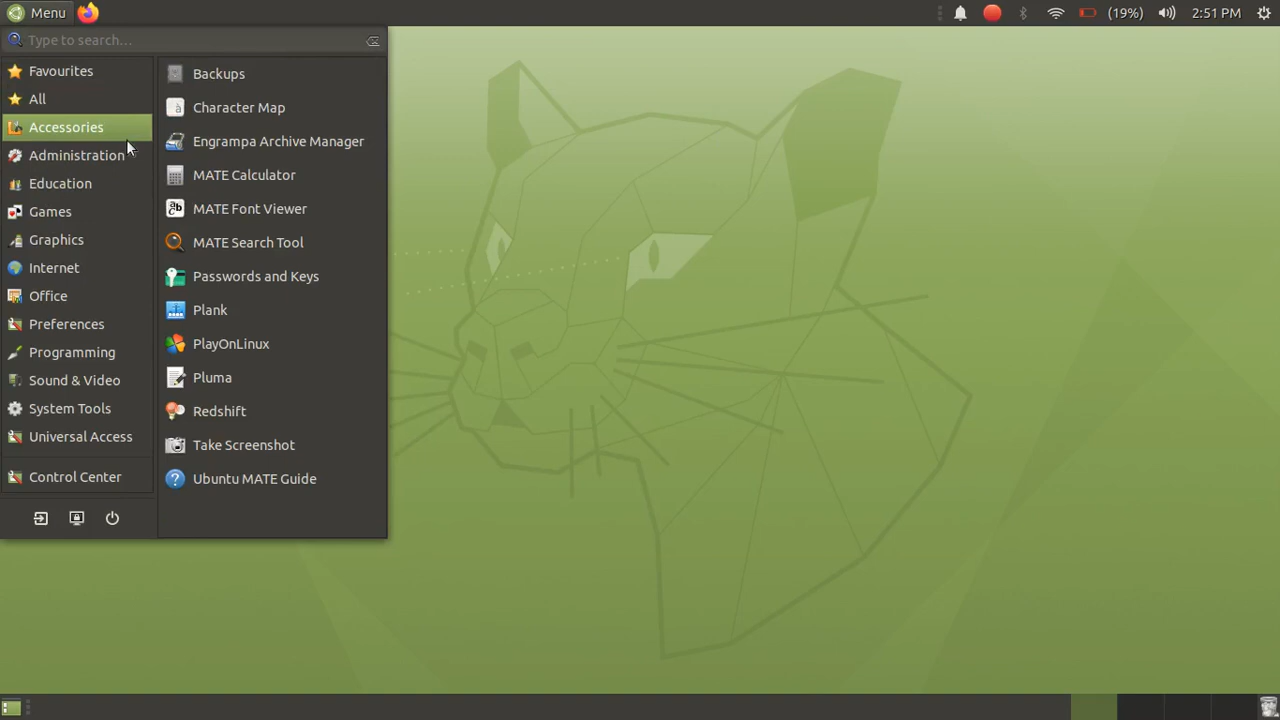 Menu
(19%)
2:51 PM
Type to search...
Favourites
All
Accessories
Administration
Education
Games
Graphics
Internet
Office
Preferences
Programming
Sound & Video
System Tools
Universal Access
Control Center
Backups
Character Map
Engrampa Archive Manager
MATE Calculator
MATE Font Viewer
MATE Search Tool
Passwords and Keys
Plank
PlayOnLinux
Pluma
Redshift
Take Screenshot
Ubuntu MATE Guide